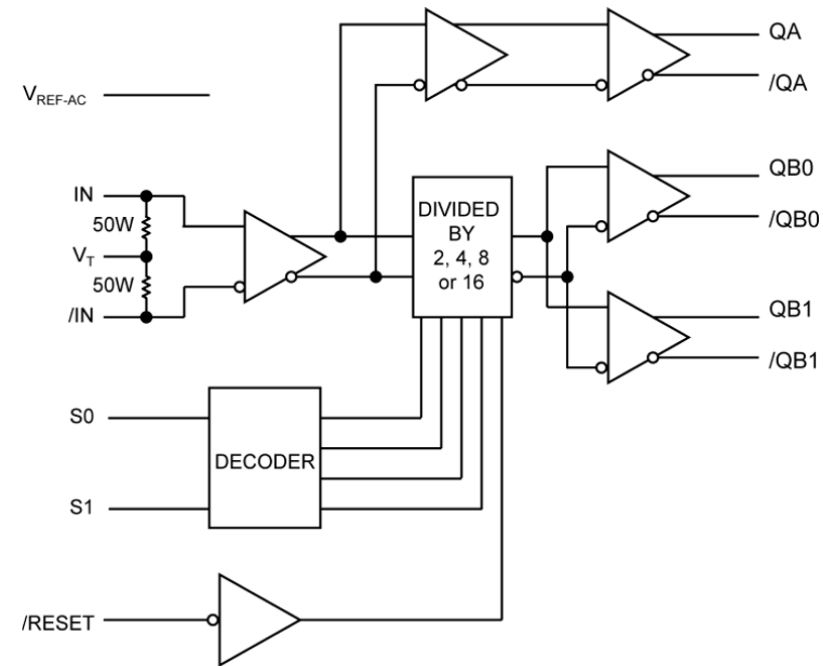 QA
/QA
VREF-AC
IN
50W
VT
50W
/IN
DIVIDED
BY
2, 4, 8
or 16
QB0
/QB0
QB1
/QB1
S0
DECODER
S1
/RESET